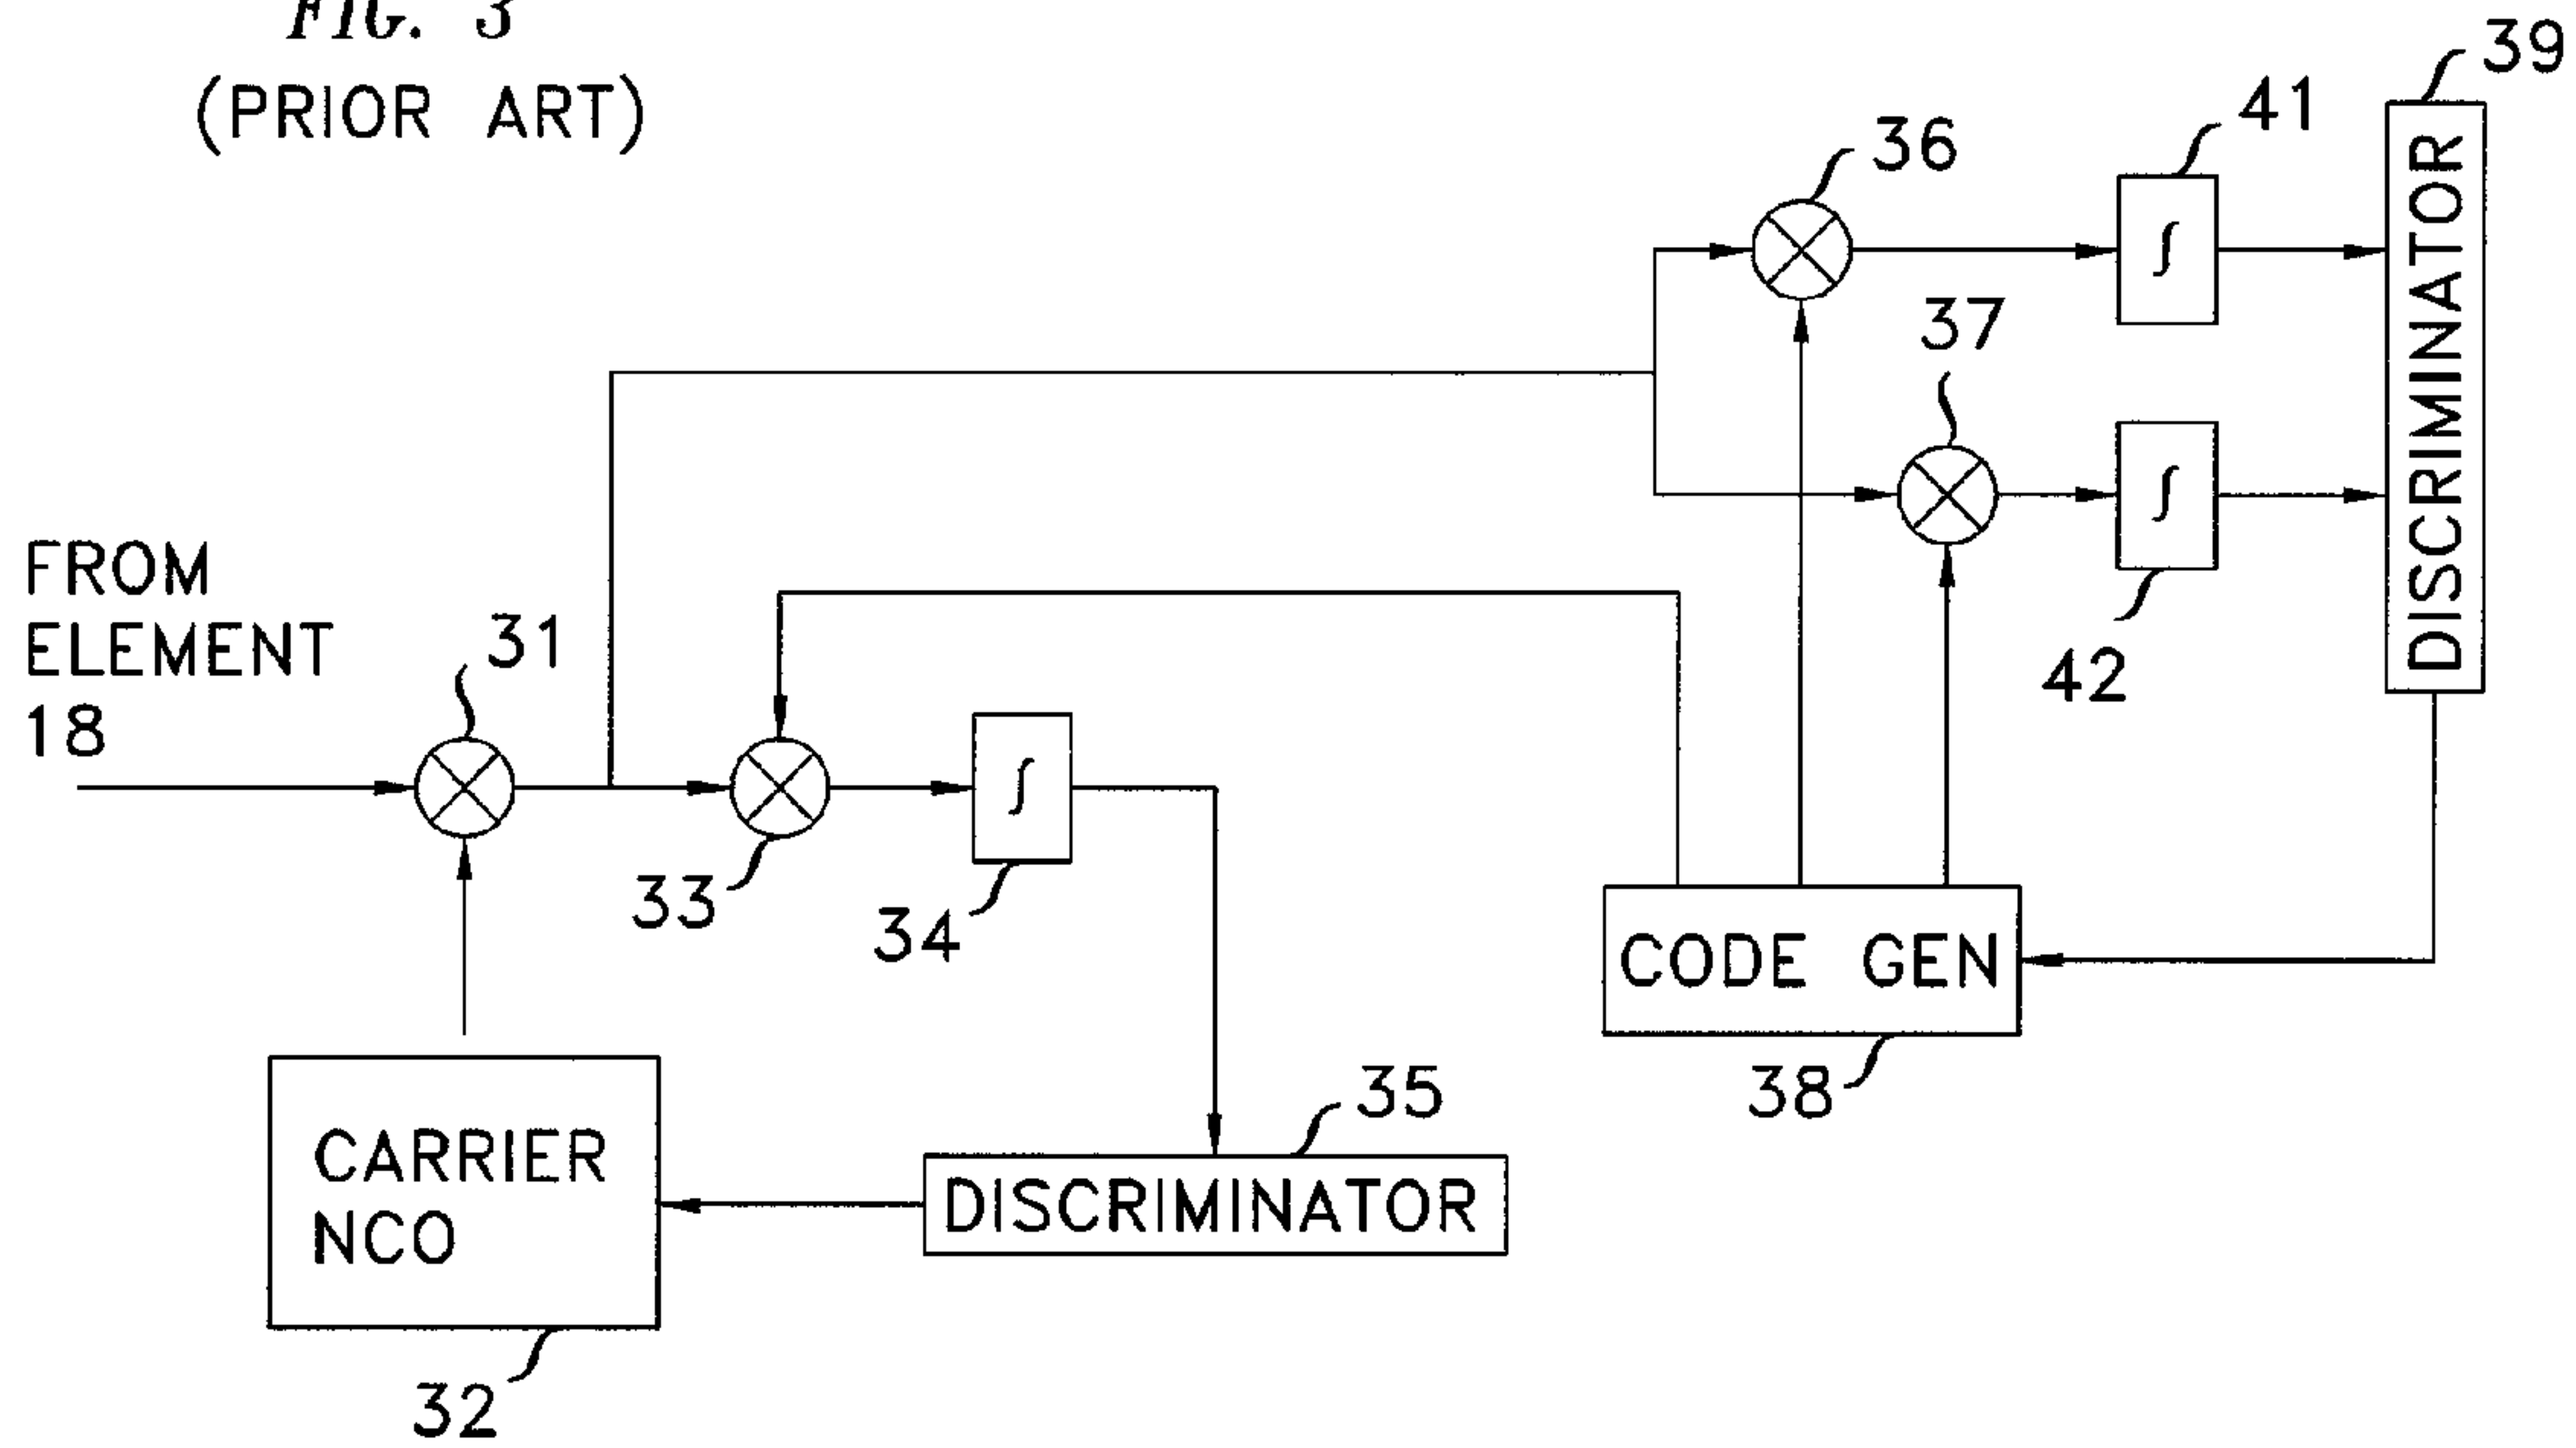 FIG. 3
(PRIOR ART)
39
41
36
37
DISCRIMINATOR
∫
∫
42
FROM
ELEMENT
18
31
33
∫
34
CODE GEN
38
35
DISCRIMINATOR
CARRIER
NCO
32